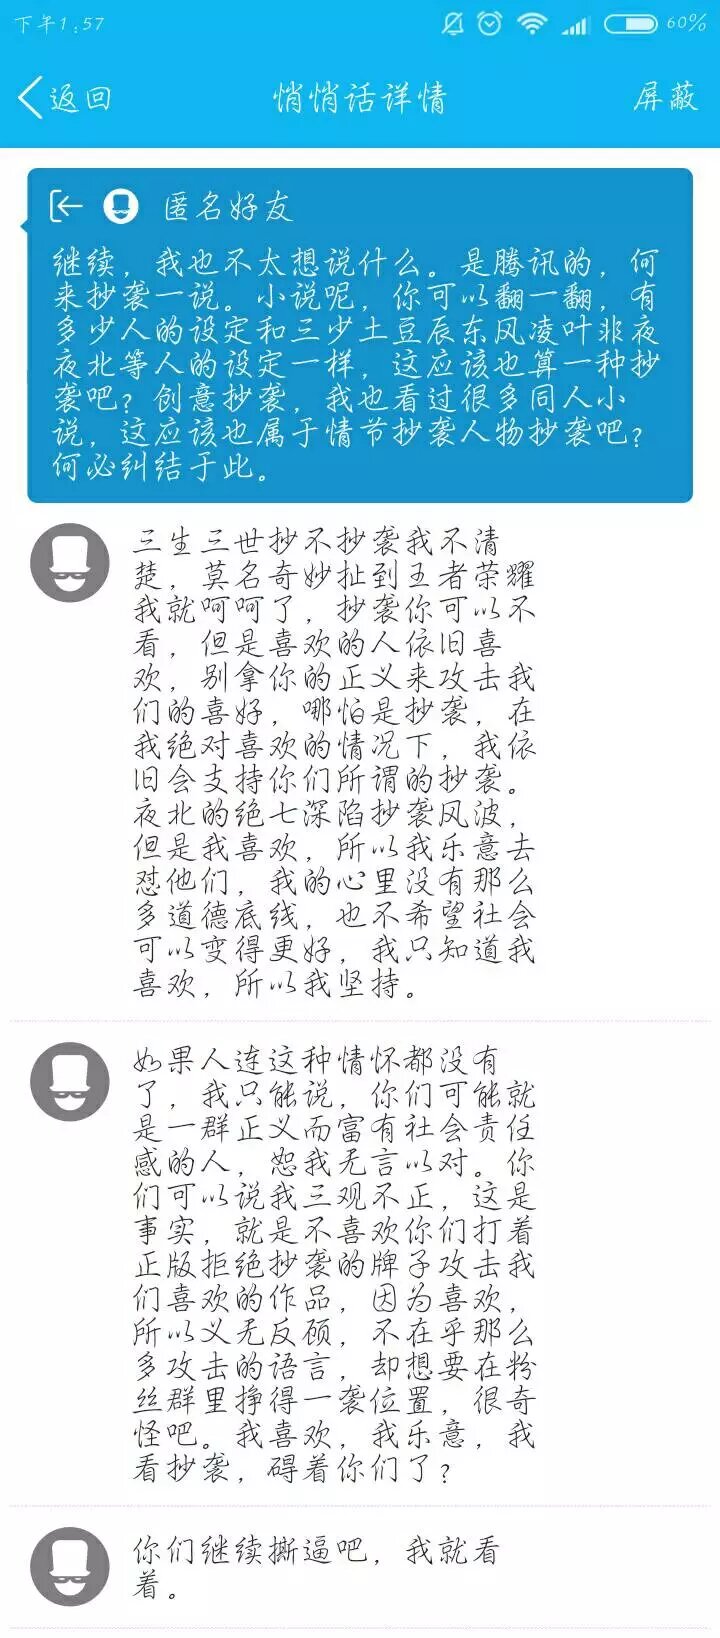 下午1:57
60%
返回
悄悄话详情
屏蔽
匿名好友
继续，我也不太想说什么。是腾讯的，何
来抄袭一说。小说呢，你可以翻一翻，有
多少人的设定和三少土豆辰东风凌叶非夜
夜北等人的设定一样，这应该也算一种抄
袭吧？创意抄袭，我也看过很多同人小
说，这应该也属于情节抄袭人物抄袭吧？
何必纠结于此。
三生三世抄不抄袭我不清
楚，莫名奇妙扯到王者荣耀
我就呵呵了，抄袭你可以不
看，但是喜欢的人依旧喜
欢，别拿你的正义来攻击我
们的喜好，哪怕是抄袭，在
我绝对喜欢的情况下，我依
旧会支持你们所谓的抄袭。
夜北的绝七深陷抄袭风波，
但是我喜欢，所以我乐意去
怼他们，我的心里没有那么
多道德底线，也不希望社会
可以变得更好，我只知道我
喜欢，所以我坚持。
如果人连这种情怀都没有
了，我只能说，你们可能就
是一群正义而富有社会责任
感的人，恕我无言以对。你
们可以说我三观不正，这是
事实，就是不喜欢你们打着
正版拒绝抄袭的牌子攻击我
们喜欢的作品，因为喜欢，
所以义无反顾，不在乎那么
多攻击的语言，却想要在粉
丝群里挣得一袭位置，很奇
怪吧。我喜欢，我乐意，我
看抄袭，碍着你们了？
你们继续撕逼吧，我就看
着。